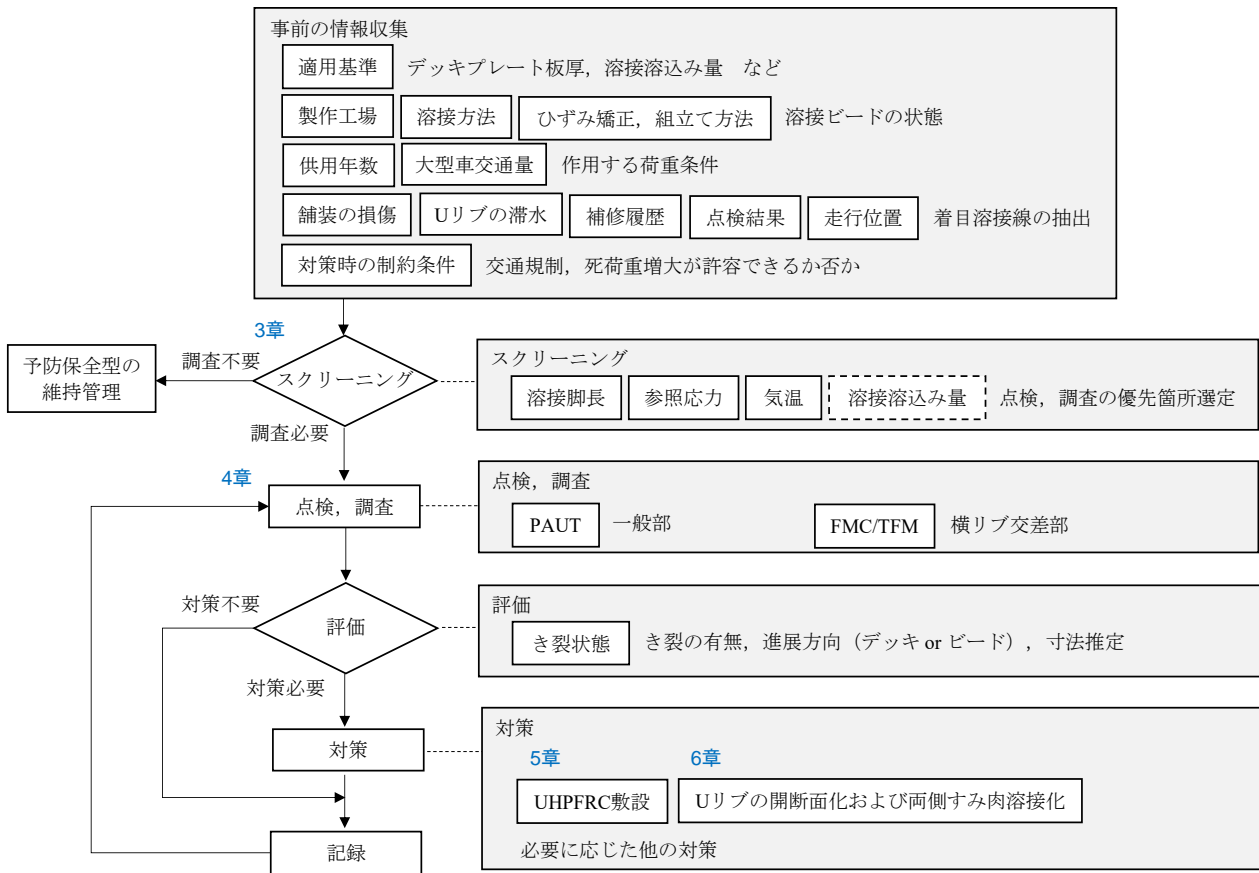 事前の情報収集
適用基準 デッキプレート板厚，溶接溶込み量　など
製作工場 溶接方法 ひずみ矯正，組立て方法 溶接ビードの状態
供用年数 大型車交通量 作用する荷重条件
舗装の損傷 Uリブの滞水 補修履歴 点検結果 走行位置 着目溶接線の抽出
対策時の制約条件 交通規制，死荷重増大が許容できるか否か
3章
スクリーニング
調査不要
予防保全型の
維持管理
調査必要
スクリーニング
溶接脚長 参照応力 気温 溶接溶込み量 点検，調査の優先箇所選定
4章
点検，調査
点検，調査
PAUT 一般部 FMC/TFM 横リブ交差部
対策不要
評価
対策必要
評価
き裂状態 き裂の有無，進展方向（デッキ or ビード），寸法推定
対策
対策
5章 6章
UHPFRC敷設 Uリブの開断面化および両側すみ肉溶接化
必要に応じた他の対策
記録